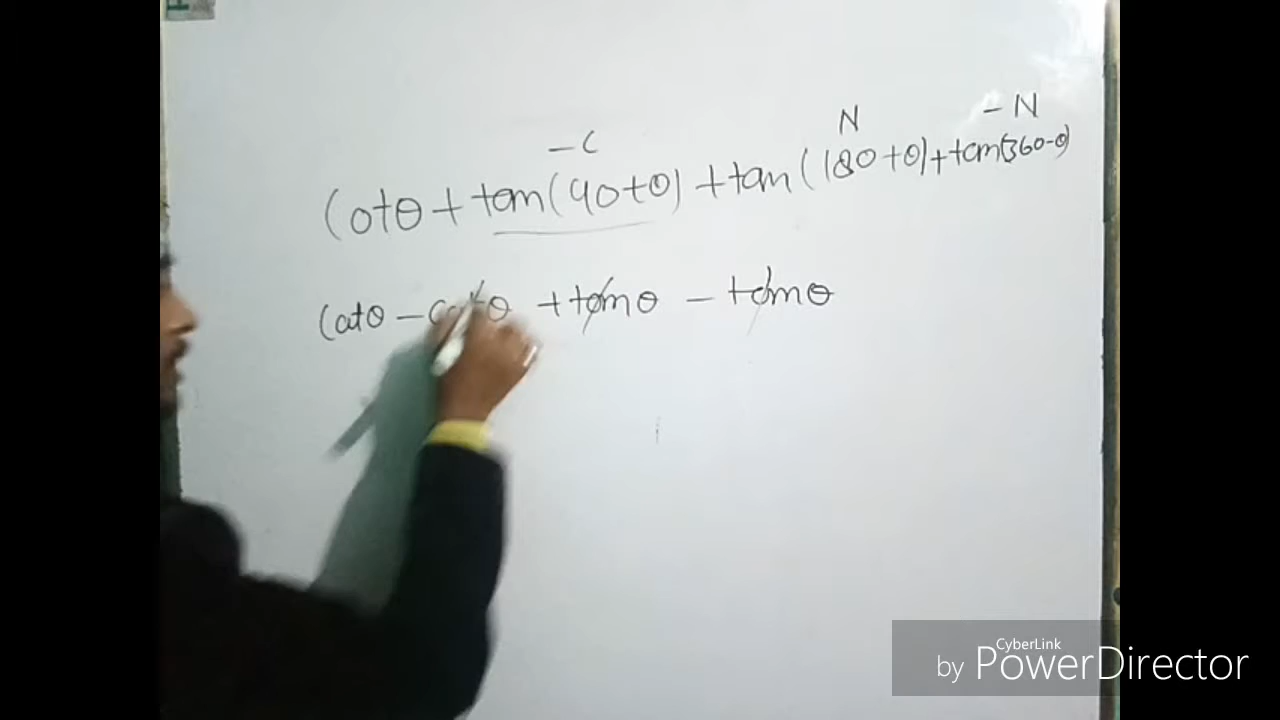 -C N -N
Cotθ + tan(90+θ) + tan(180+θ) + tan(360-θ)
Cotθ - cotθ + tanθ - tanθ
CyberLink
by PowerDirector